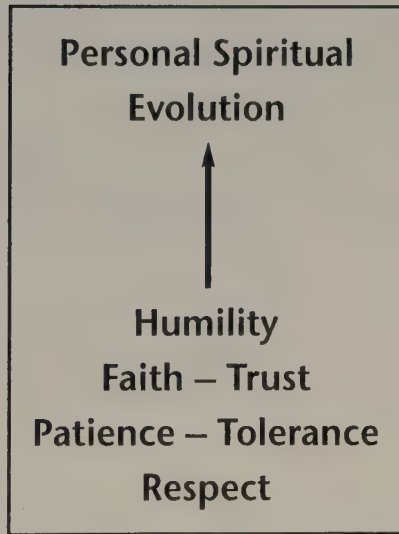 Personal Spiritual
Evolution
Humility
Faith – Trust
Patience – Tolerance
Respect